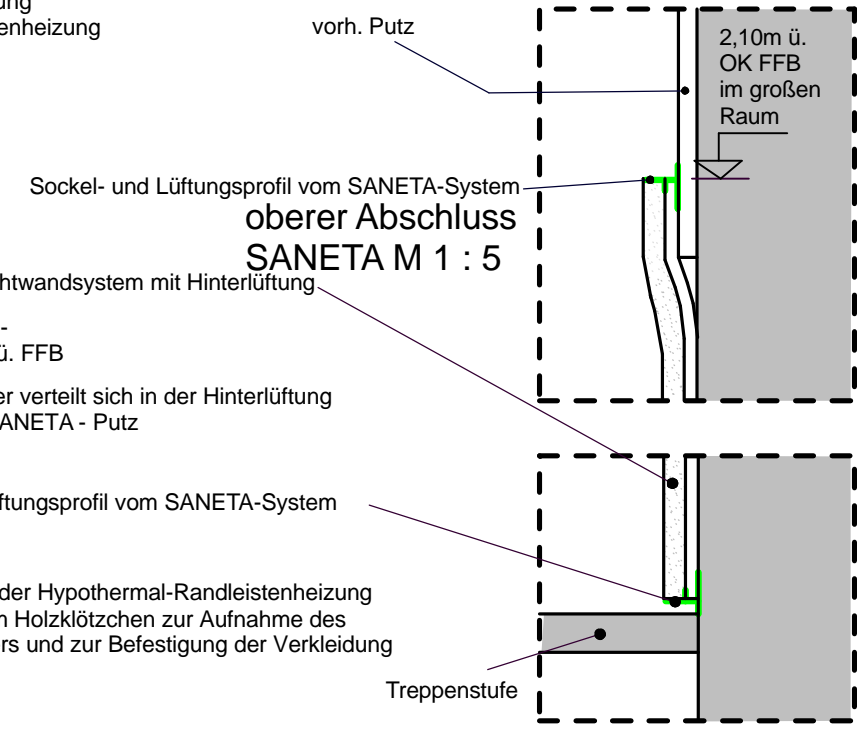 ung
enheizung
vorh. Putz
2,10m ü.
OK FFB
im großen
Raum
Sockel- und Lüftungsprofil vom SANETA-System
oberer Abschluss
SANETA M 1 : 5
htwandsystem mit Hinterlüftung
-
ü. FFB
er verteilt sich in der Hinterlüftung
ANETA - Putz
ftungsprofil vom SANETA-System
der Hypothermal-Randleistenheizung
n Holzklötzchen zur Aufnahme des
rs und zur Befestigung der Verkleidung
Treppenstufe